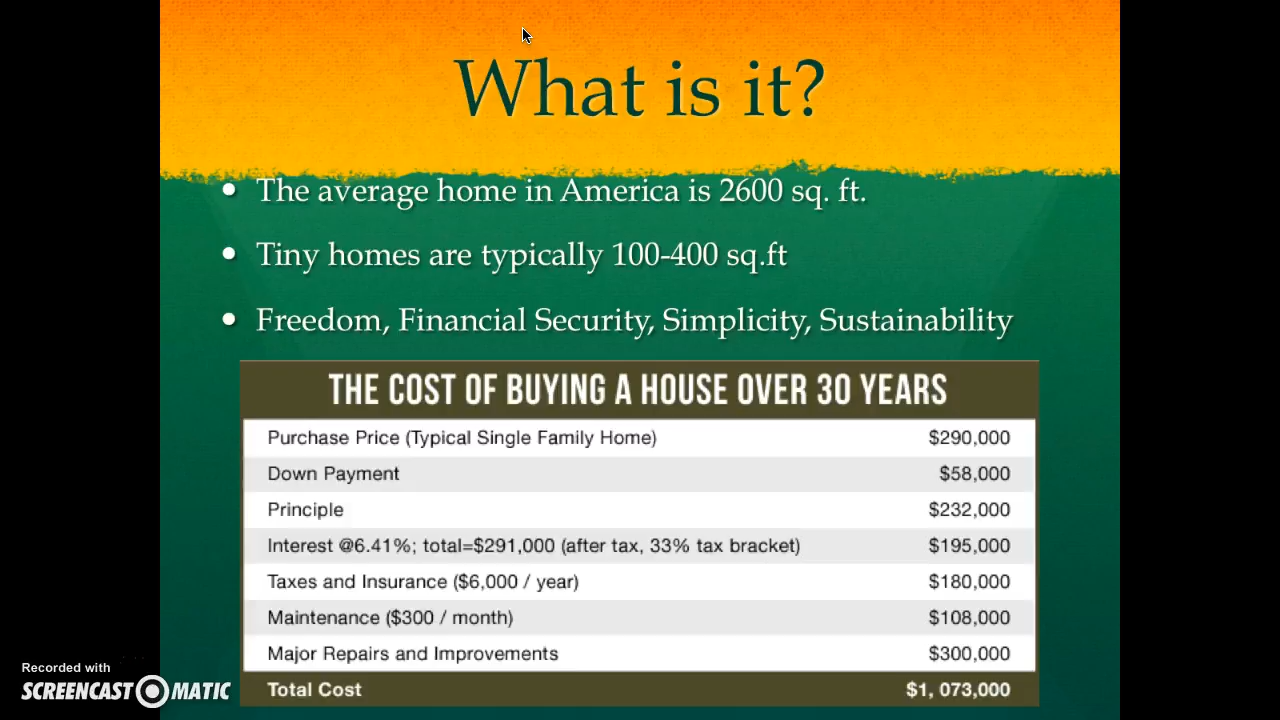 What is it?
The average home in America is 2600 sq. ft.
Tiny homes are typically 100-400 sq.ft
Freedom, Financial Security, Simplicity, Sustainability
THE COST OF BUYING A HOUSE OVER 30 YEARS
Purchase Price (Typical Single Family Home) $290,000
Down Payment $58,000
Principle $232,000
Interest @6.41%; total=$291,000 (after tax, 33% tax bracket) $195,000
Taxes and Insurance ($6,000 / year) $180,000
Maintenance ($300 / month) $108,000
Major Repairs and Improvements $300,000
Total Cost $1, 073,000
Recorded with
SCREENCAST MATIC